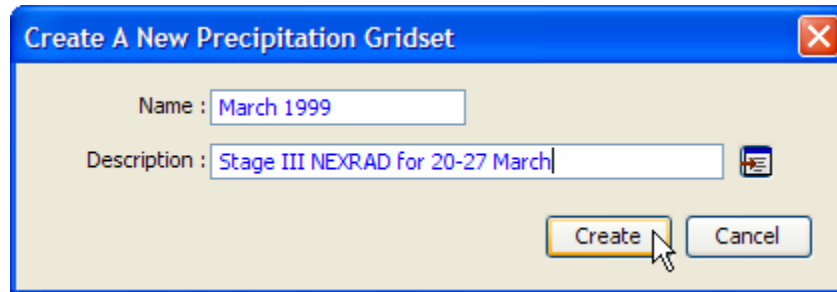 Create A New Precipitation Gridset
Name : March 1999
Description : Stage III NEXRAD for 20-27 March
Create Cancel